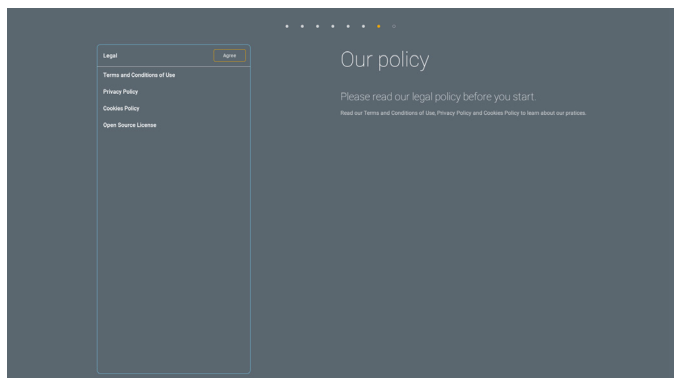 Legal
Agree
Terms and Conditions of Use
Privacy Policy
Cookies Policy
Open Source License
Our policy
Please read our legal policy before you start.
Read our Terms and Conditions of Use, Privacy Policy and Cookies Policy to learn about our pratices.